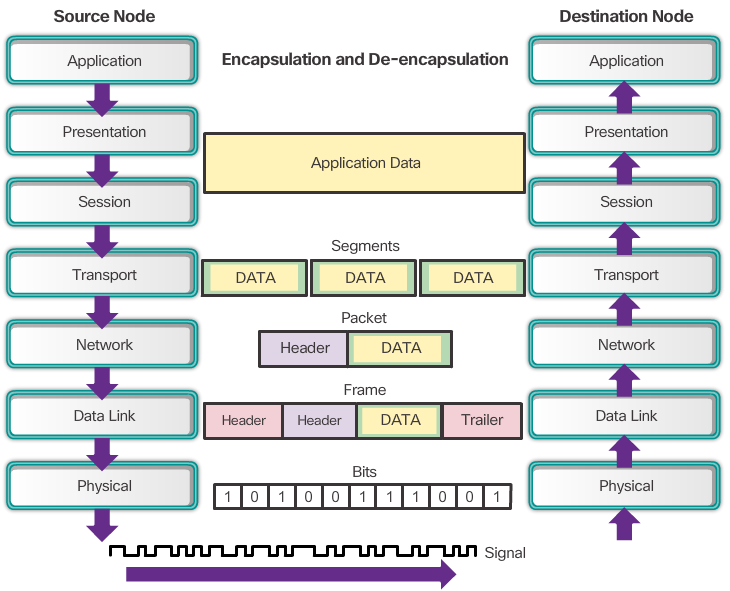 Source Node
Destination Node
Encapsulation and De-encapsulation
Application
Application
Presentation
Presentation
Application Data
Session
Session
Segments
Transport
DATA
DATA
DATA
Transport
Packet
Network
Header
DATA
Network
Frame
Data Link
Header
Header
DATA
Trailer
Data Link
Bits
Physical
1 0 1 0 0 1 1 1 0 0 1
Physical
Signal